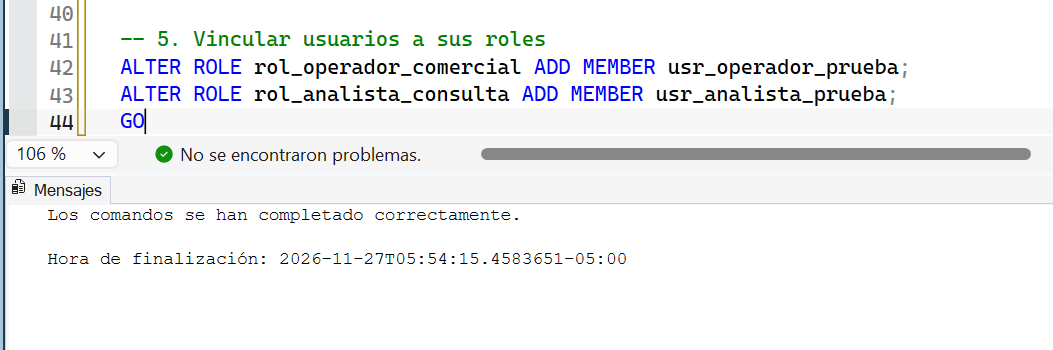 40
41 -- 5. Vincular usuarios a sus roles
42 ALTER ROLE rol_operador_comercial ADD MEMBER usr_operador_prueba;
43 ALTER ROLE rol_analista_consulta ADD MEMBER usr_analista_prueba;
44 GO
106 % No se encontraron problemas.
Mensajes
Los comandos se han completado correctamente.
Hora de finalización: 2026-11-27T05:54:15.4583651-05:00